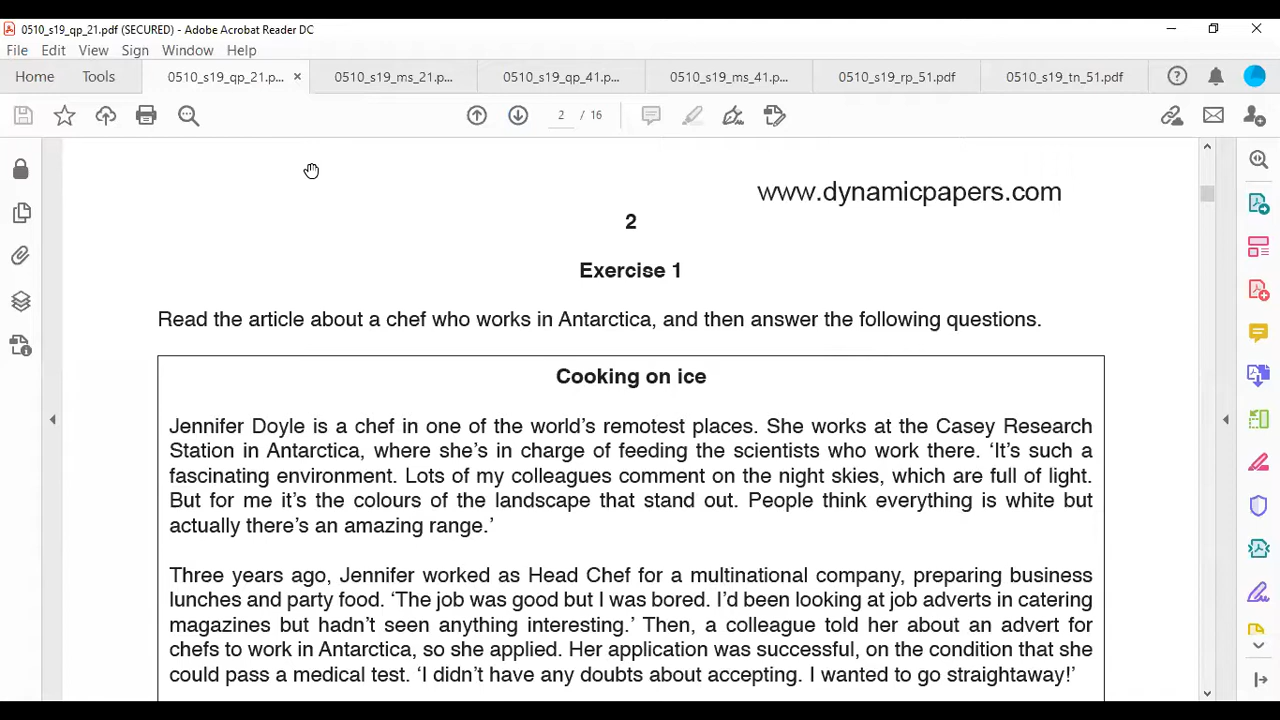 0510_s19_qp_21.pdf (SECURED) - Adobe Acrobat Reader DC
File Edit View Sign Window Help
Home Tools 0510_s19_qp_21.p... × 0510_s19_ms_21.p... 0510_s19_qp_41.p... 0510_s19_ms_41.p... 0510_s19_rp_51.pdf 0510_s19_tn_51.pdf
2 / 16
www.dynamicpapers.com
2
Exercise 1
Read the article about a chef who works in Antarctica, and then answer the following questions.
Cooking on ice
Jennifer Doyle is a chef in one of the world's remotest places. She works at the Casey Research
Station in Antarctica, where she's in charge of feeding the scientists who work there. 'It's such a
fascinating environment. Lots of my colleagues comment on the night skies, which are full of light.
But for me it's the colours of the landscape that stand out. People think everything is white but
actually there's an amazing range.'
Three years ago, Jennifer worked as Head Chef for a multinational company, preparing business
lunches and party food. 'The job was good but I was bored. I'd been looking at job adverts in catering
magazines but hadn't seen anything interesting.' Then, a colleague told her about an advert for
chefs to work in Antarctica, so she applied. Her application was successful, on the condition that she
could pass a medical test. 'I didn't have any doubts about accepting. I wanted to go straightaway!'